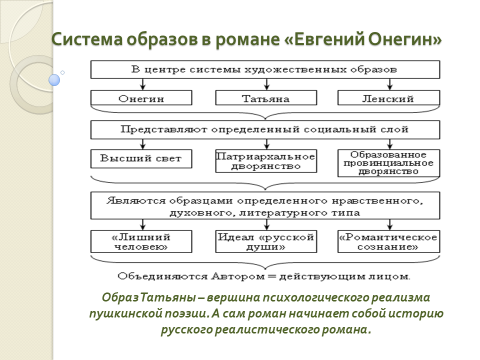 Система образов в романе «Евгений Онегин»
В центре системы художественных образов
Онегин
Татьяна
Ленский
Представляют определенный социальный слой
Высший свет
Патриархальное
дворянство
Образованное
провинциальное
дворянство
Являются образцами определенного нравственного,
духовного, литературного типа
«Лишний
человек»
Идеал «русской
души»
«Романтическое
сознание»
Объединяются Автором = действующим лицом.
Образ Татьяны – вершина психологического реализма
пушкинской поэзии. А сам роман начинает собой историю
русского реалистического романа.